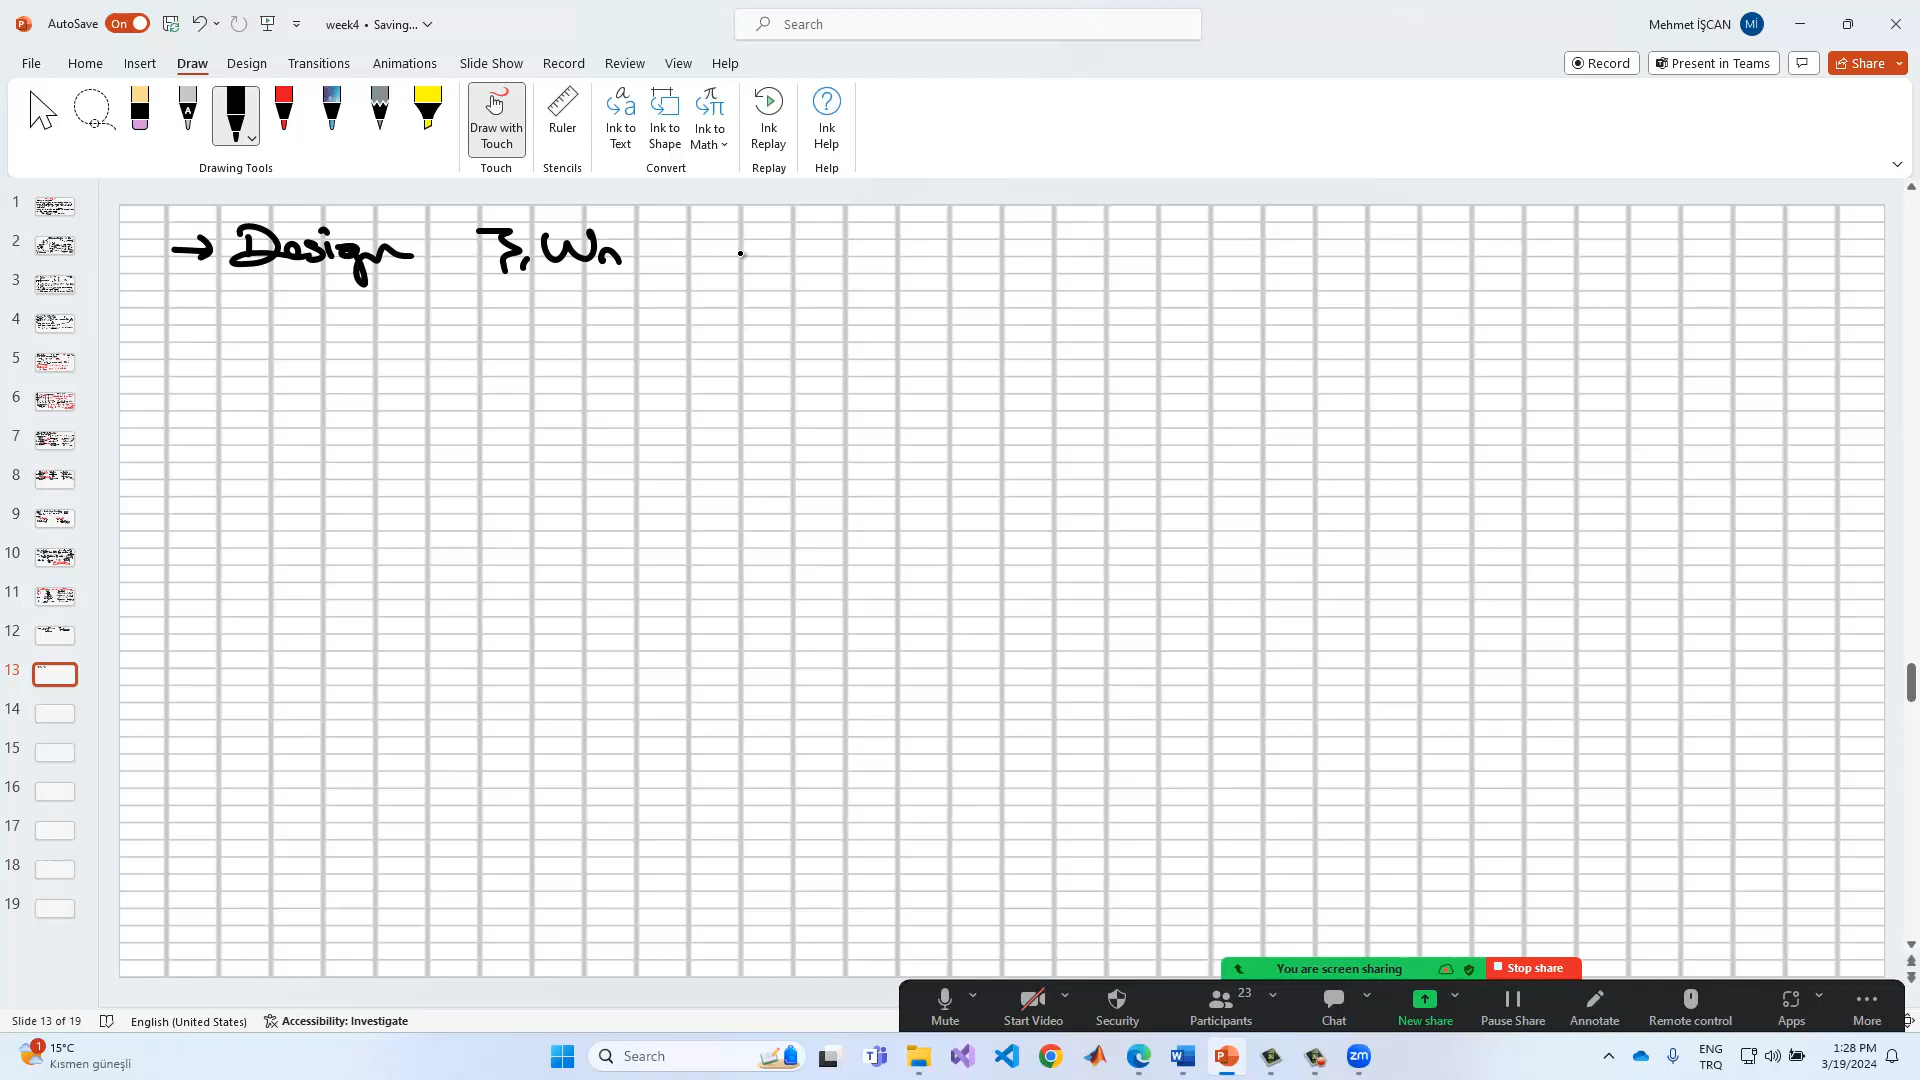 AutoSave On week4 • Saving... Search Mehmet İŞCAN Mİ
File Home Insert Draw Design Transitions Animations Slide Show Record Review View Help Record Present in Teams Share
Draw with Touch Ruler Ink to Text Ink to Shape Ink to Math Ink Replay Ink Help
Drawing Tools Touch Stencils Convert Replay Help
→ Design ξ, Wn
1
2
3
4
5
6
7
8
9
10
11
12
13
14
15
16
17
18
19
You are screen sharing Stop share
Mute Start Video Security Participants 23 Chat New share Pause Share Annotate Remote control Apps More
Slide 13 of 19 English (United States) Accessibility: Investigate
1 15°C
Kısmen güneşli
Search
zm
ENG
TRQ
1:28 PM
3/19/2024